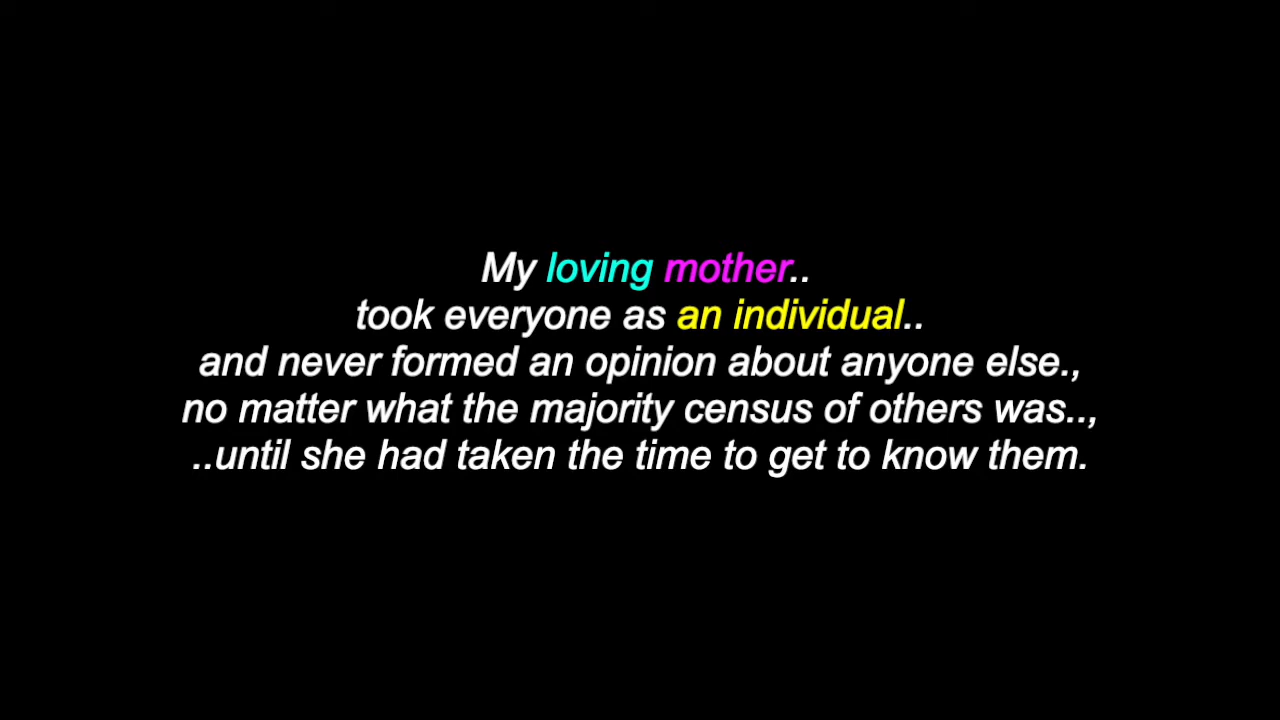 My loving mother..
took everyone as an individual..
and never formed an opinion about anyone else.,
no matter what the majority census of others was..,
..until she had taken the time to get to know them.